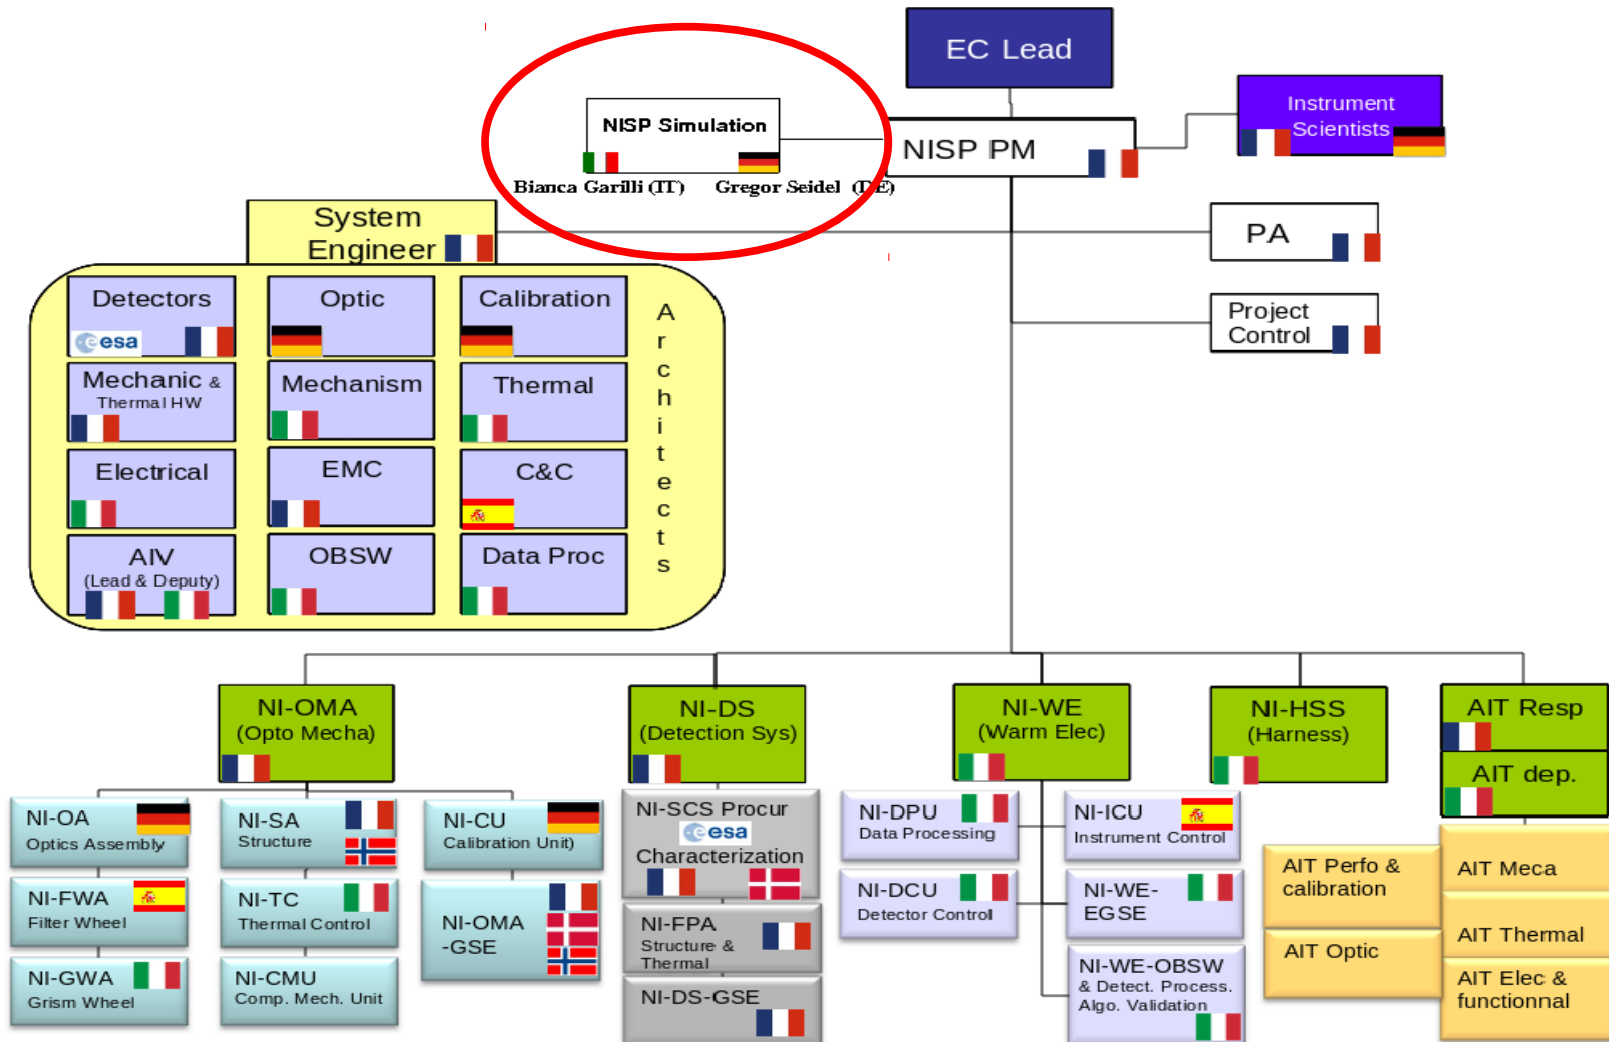 EC Lead
NISP Simulation
Bianca Garilli (IT)
Gregor Seidel (DE)
NISP PM
Instrument
Scientists
System
Engineer
PA
Project
Control
Detectors
esa
Optic
Calibration
Mechanic &
Thermal HW
Mechanism
Thermal
Electrical
EMC
C&C
AIV
(Lead & Deputy)
OBSW
Data Proc
Architects
NI-OMA
(Opto Mecha)
NI-DS
(Detection Sys)
NI-WE
(Warm Elec)
NI-HSS
(Harness)
AIT Resp
AIT dep.
NI-OA
Optics Assembly
NI-SA
Structure
NI-CU
Calibration Unit)
NI-FWA
Filter Wheel
NI-TC
Thermal Control
NI-OMA
-GSE
NI-GWA
Grism Wheel
NI-CMU
Comp. Mech. Unit
NI-SCS Procur
esa
Characterization
NI-FPA
Structure &
Thermal
NI-DS-GSE
NI-DPU
Data Processing
NI-ICU
Instrument Control
NI-DCU
Detector Control
NI-WE-
EGSE
NI-WE-OBSW
& Detect. Process.
Algo. Validation
AIT Perfo &
calibration
AIT Optic
AIT Meca
AIT Thermal
AIT Elec &
functionnal